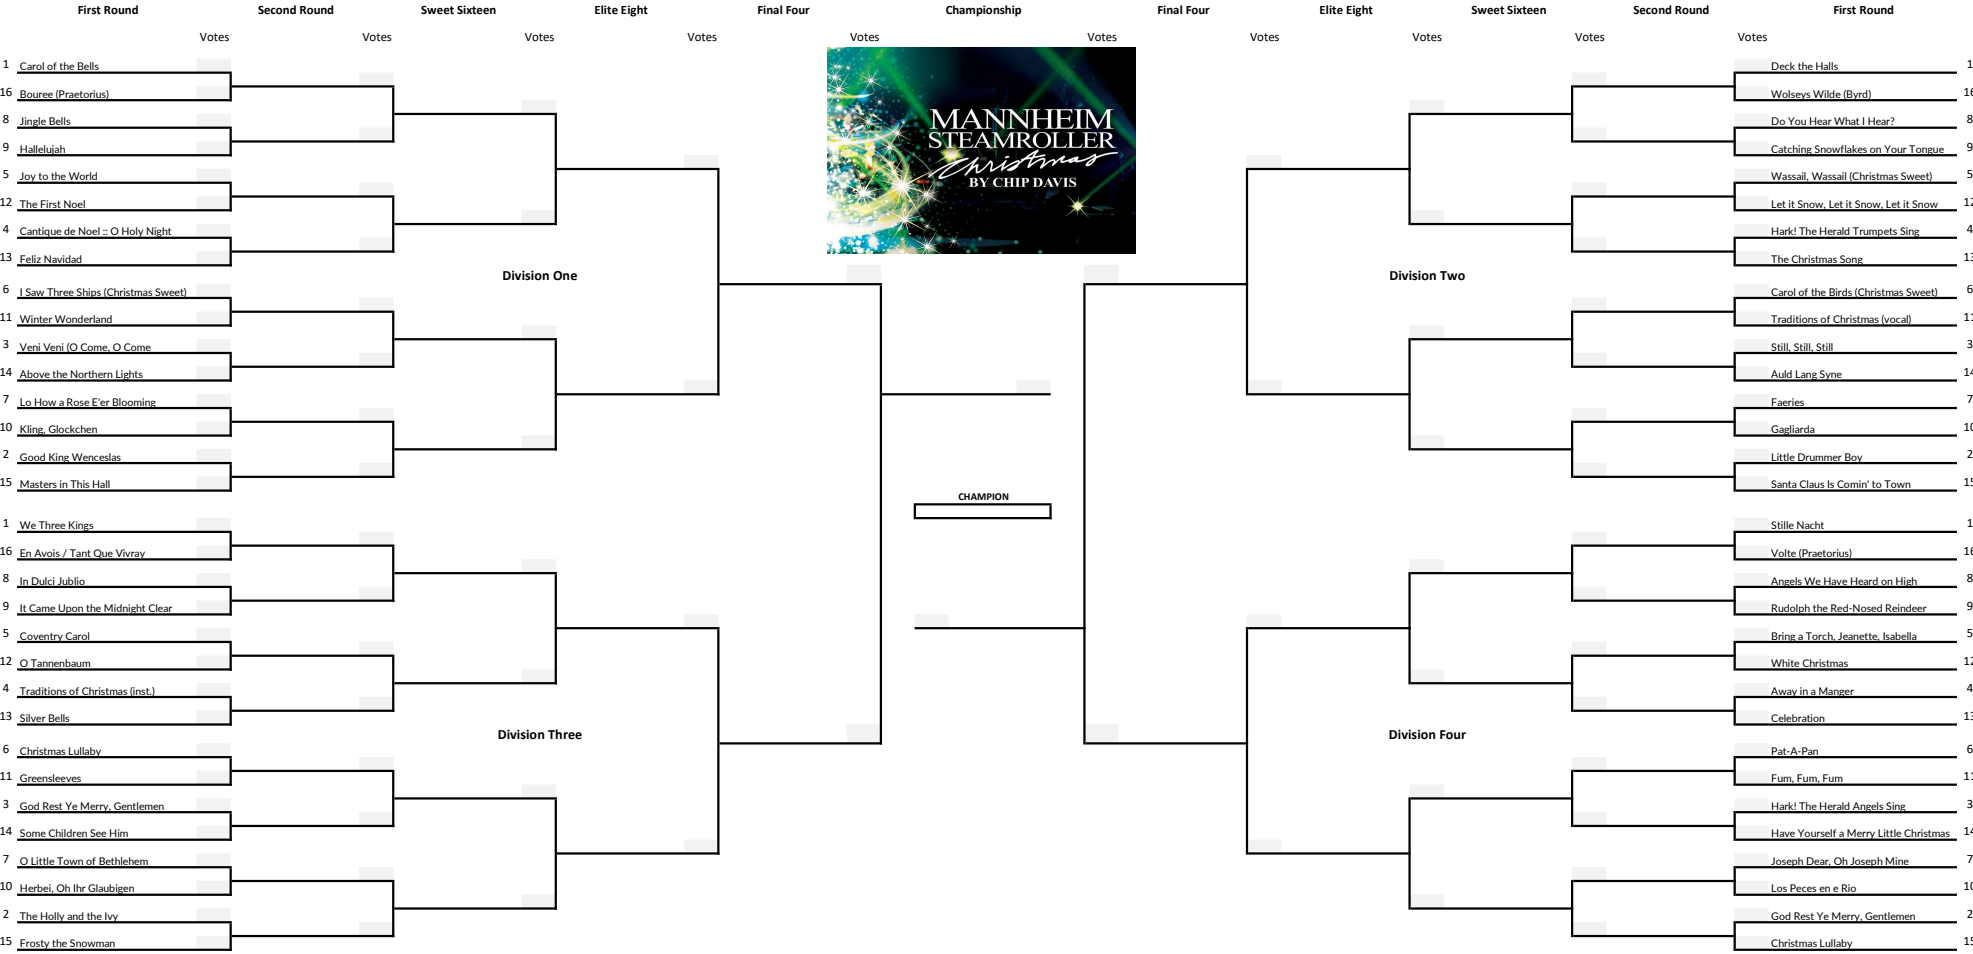 First Round Second Round Sweet Sixteen Elite Eight Final Four Championship Final Four Elite Eight Sweet Sixteen Second Round First Round
Votes Votes Votes Votes Votes Votes Votes Votes Votes Votes
MANNHEIM
STEAMROLLER
Christmas
BY CHIP DAVIS
1 Carol of the Bells
16 Bouree (Praetorius)
8 Jingle Bells
9 Hallelujah
5 Joy to the World
12 The First Noel
4 Cantique de Noel :: O Holy Night
13 Feliz Navidad
Division One
6 I Saw Three Ships (Christmas Sweet)
11 Winter Wonderland
3 Veni Veni (O Come, O Come
14 Above the Northern Lights
7 Lo How a Rose E'er Blooming
10 Kling, Glockchen
2 Good King Wenceslas
15 Masters in This Hall
1 We Three Kings
16 En Avois / Tant Que Vivray
8 In Dulci Jublio
9 It Came Upon the Midnight Clear
5 Coventry Carol
12 O Tannenbaum
4 Traditions of Christmas (inst.)
13 Silver Bells
Division Three
6 Christmas Lullaby
11 Greensleeves
3 God Rest Ye Merry, Gentlemen
14 Some Children See Him
7 O Little Town of Bethlehem
10 Herbei, Oh Ihr Glaubigen
2 The Holly and the Ivy
15 Frosty the Snowman
CHAMPION
Deck the Halls 1
Wolseys Wilde (Byrd) 16
Do You Hear What I Hear? 8
Catching Snowflakes on Your Tongue 9
Wassail, Wassail (Christmas Sweet) 5
Let it Snow, Let it Snow, Let it Snow 12
Hark! The Herald Trumpets Sing 4
The Christmas Song 13
Division Two
Carol of the Birds (Christmas Sweet) 6
Traditions of Christmas (vocal) 11
Still, Still, Still 3
Auld Lang Syne 14
Faeries 7
Gagliarda 10
Little Drummer Boy 2
Santa Claus Is Comin' to Town 15
Stille Nacht 1
Volte (Praetorius) 16
Angels We Have Heard on High 8
Rudolph the Red-Nosed Reindeer 9
Bring a Torch, Jeanette, Isabella 5
White Christmas 12
Away in a Manger 4
Celebration 13
Division Four
Pat-A-Pan 6
Fum, Fum, Fum 11
Hark! The Herald Angels Sing 3
Have Yourself a Merry Little Christmas 14
Joseph Dear, Oh Joseph Mine 7
Los Peces en e Rio 10
God Rest Ye Merry, Gentlemen 2
Christmas Lullaby 15